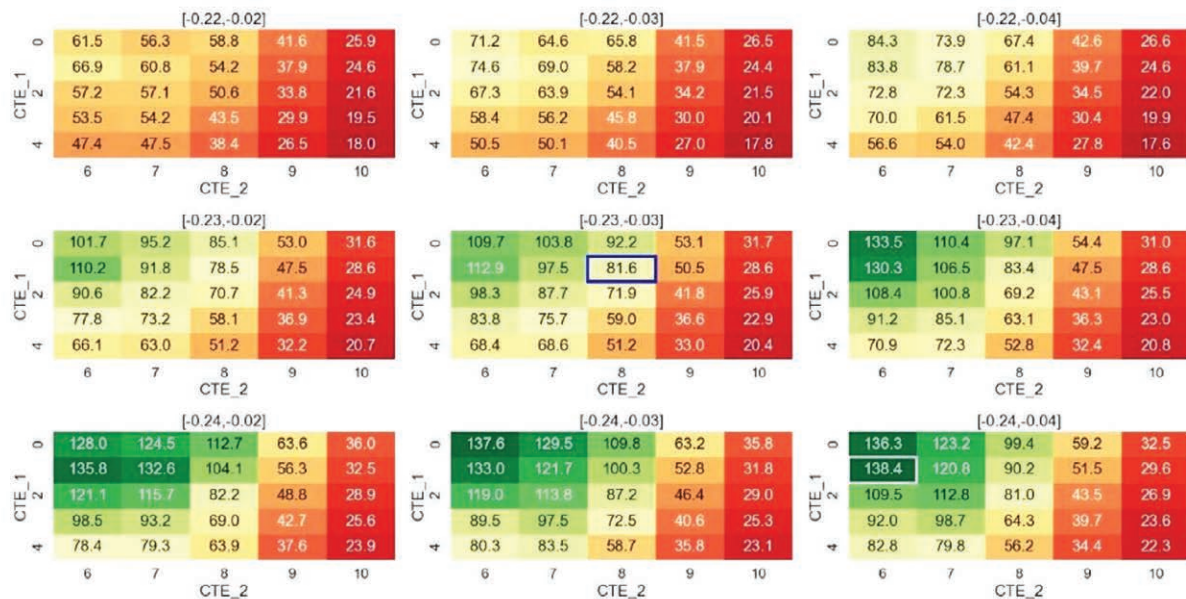 [-0.22,-0.02] [-0.22,-0.03] [-0.22,-0.04]
0 61.5 56.3 58.8 41.6 25.9 0 71.2 64.6 65.8 41.5 26.5 0 84.3 73.9 67.4 42.6 26.6
66.9 60.8 54.2 37.9 24.6 74.6 69.0 58.2 37.9 24.4 83.8 78.7 61.1 39.7 24.6
CTE_1 2 57.2 57.1 50.6 33.8 21.6 CTE_1 2 67.3 63.9 54.1 34.2 21.5 CTE_1 2 72.8 72.3 54.3 34.5 22.0
53.5 54.2 43.5 29.9 19.5 58.4 56.2 45.8 30.0 20.1 70.0 61.5 47.4 30.4 19.9
4 47.4 47.5 38.4 26.5 18.0 4 50.5 50.1 40.5 27.0 17.8 4 56.6 54.0 42.4 27.8 17.6
6 7 8 9 10 6 7 8 9 10 6 7 8 9 10
CTE_2 CTE_2 CTE_2
[-0.23,-0.02] [-0.23,-0.03] [-0.23,-0.04]
0 101.7 95.2 85.1 53.0 31.6 0 109.7 103.8 92.2 53.1 31.7 0 133.5 110.4 97.1 54.4 31.0
110.2 91.8 78.5 47.5 28.6 112.9 97.5 81.6 50.5 28.6 130.3 106.5 83.4 47.5 28.6
CTE_1 2 90.6 82.2 70.7 41.3 24.9 CTE_1 2 98.3 87.7 71.9 41.8 25.9 CTE_1 2 108.4 100.8 69.2 43.1 25.5
77.8 73.2 58.1 36.9 23.4 83.8 75.7 59.0 36.6 22.9 91.2 85.1 63.1 36.3 23.0
4 66.1 63.0 51.2 32.2 20.7 4 68.4 68.6 51.2 33.0 20.4 4 70.9 72.3 52.8 32.4 20.8
6 7 8 9 10 6 7 8 9 10 6 7 8 9 10
CTE_2 CTE_2 CTE_2
[-0.24,-0.02] [-0.24,-0.03] [-0.24,-0.04]
0 128.0 124.5 112.7 63.6 36.0 0 137.6 129.5 109.8 63.2 35.8 0 136.3 123.2 99.4 59.2 32.5
135.8 132.6 104.1 56.3 32.5 133.0 121.7 100.3 52.8 31.8 138.4 120.8 90.2 51.5 29.6
CTE_1 2 121.1 115.7 82.2 48.8 28.9 CTE_1 2 119.0 113.8 87.2 46.4 29.0 CTE_1 2 109.5 112.8 81.0 43.5 26.9
98.5 93.2 69.0 42.7 25.6 89.5 97.5 72.5 40.6 25.3 92.0 98.7 64.3 39.7 23.6
4 78.4 79.3 63.9 37.6 23.9 4 80.3 83.5 58.7 35.8 23.1 4 82.8 79.8 56.2 34.4 22.3
6 7 8 9 10 6 7 8 9 10 6 7 8 9 10
CTE_2 CTE_2 CTE_2